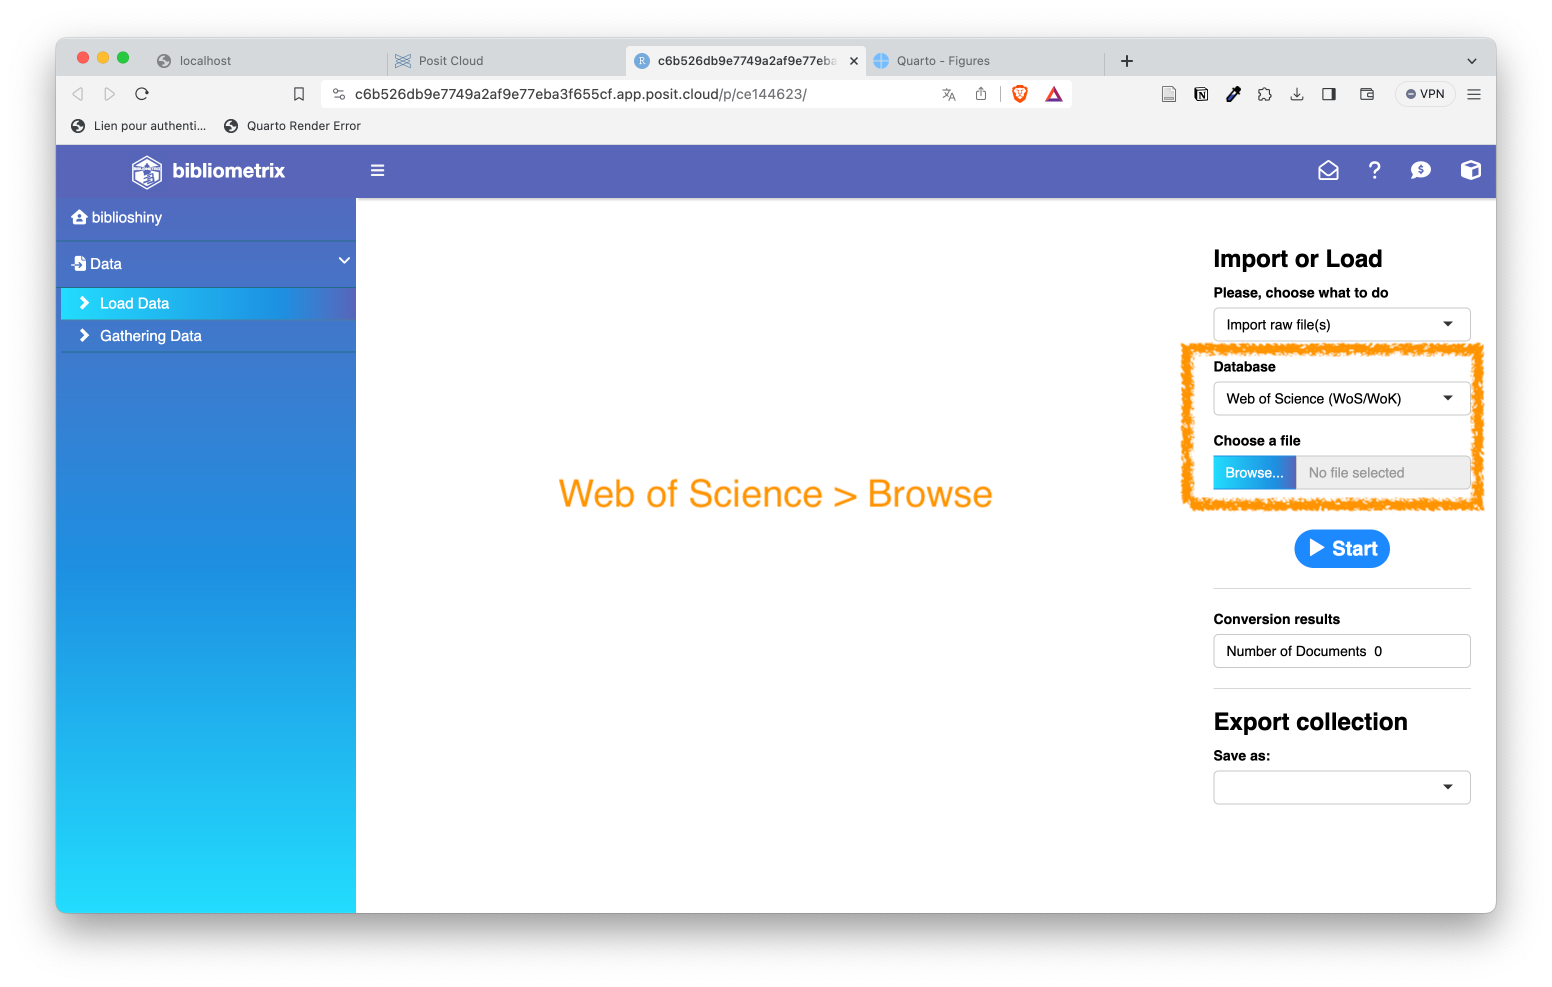 localhost
Posit Cloud
c6b526db9e7749a2af9e77eba
Quarto - Figures
c6b526db9e7749a2af9e77eba3f655cf.app.posit.cloud/p/ce144623/
VPN
Lien pour authenti...
Quarto Render Error
bibliometrix
biblioshiny
Data
Load Data
Gathering Data
Web of Science > Browse
Import or Load
Please, choose what to do
Import raw file(s)
Database
Web of Science (WoS/WoK)
Choose a file
Browse... No file selected
Start
Conversion results
Number of Documents 0
Export collection
Save as: